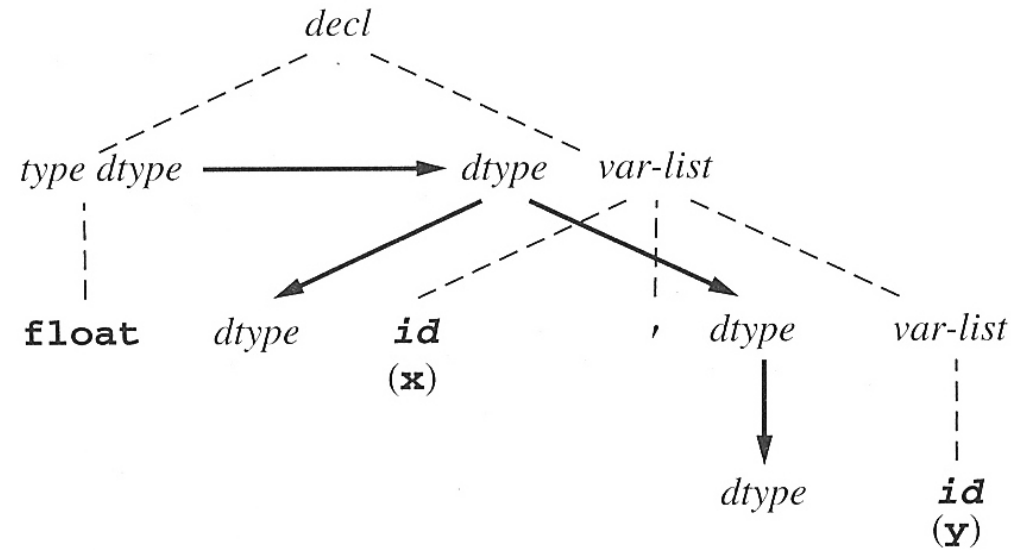 decl
type dtype dtype var-list
float dtype id , dtype var-list
(x)
dtype id
(y)